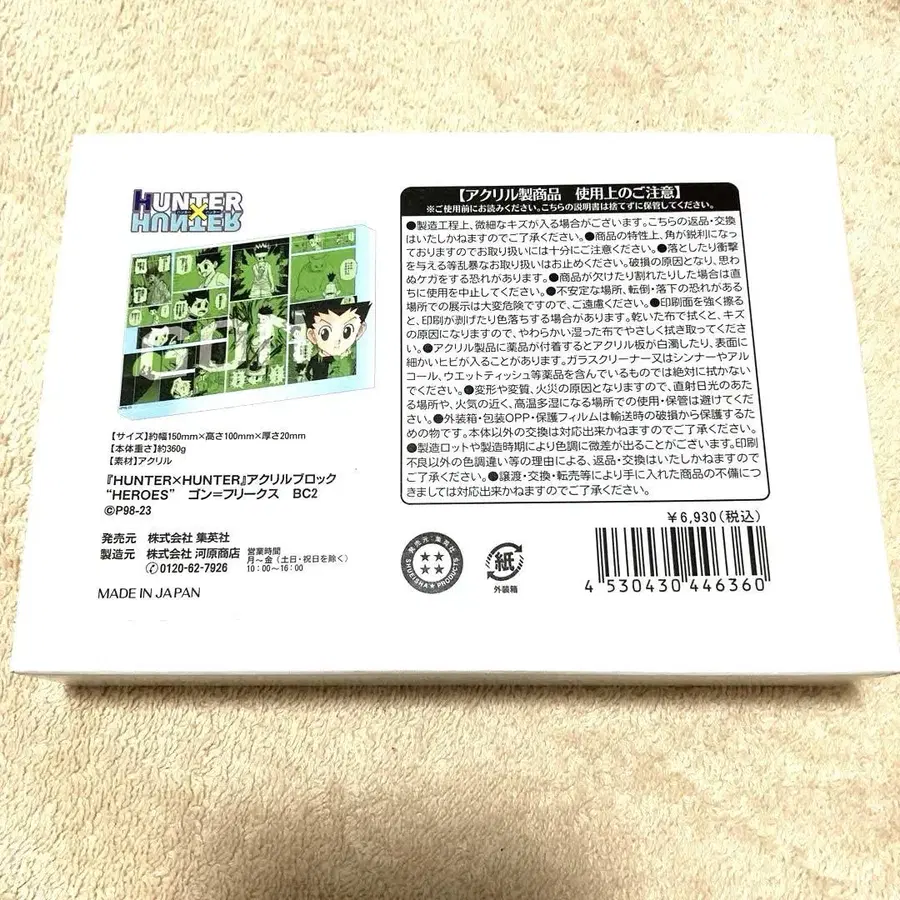 HUNTER
×
HUNTER
GON
【サイズ】約幅150mm×高さ100mm×厚さ20mm
【本体重さ】約360g
【素材】アクリル
『HUNTER×HUNTER』アクリルブロック
“HEROES” ゴン=フリークス BC2
©P98-23
発売元 株式会社 集英社
製造元 株式会社 河原商店
0120-62-7926
営業時間
月～金（土日・祝日を除く）
10：00～16：00
MADE IN JAPAN
【アクリル製商品 使用上のご注意】
※ご使用前にお読みください。こちらの説明書は捨てずに保管してください。
●製造工程上、微細なキズが入る場合がございます。こちらの返品・交換
はいたしかねますのでご了承ください。●商品の特性上、角が鋭利になっ
ておりますのでお取り扱いには十分にご注意ください。●落としたり衝撃
を与える等乱暴なお取り扱いはお止めください。破損の原因となり、思わ
ぬケガをする恐れがあります。●商品が欠けたり割れたりした場合は直
ちに使用を中止してください。●不安定な場所、転倒・落下の恐れがある
場所での展示は大変危険ですので、ご遠慮ください。●印刷面を強く擦る
と、印刷が剥げたり色落ちする場合があります。乾いた布で拭くと、キズ
の原因になりますので、やわらかい湿った布でやさしく拭き取ってくださ
い。●アクリル製品に薬品が付着するとアクリル板が白濁したり、表面に
細かいヒビが入ることがあります。ガラスクリーナー又はシンナーやアル
コール、ウエットティッシュ等薬品を含んでいるものでは絶対に拭かない
でください。●変形や変質、火災の原因となりますので、直射日光のあた
る場所や、火気の近く、高温多湿になる場所での使用・保管は避けてくださ
い。●外装箱・包装OPP・保護フィルムは輸送時の破損から保護するた
めの物です。本体以外の交換は対応出来かねますのでご了承ください。
●製造ロットや製造時期により色調に微差が出ることがございます。印刷
不良以外の色調違い等の理由による、返品・交換はいたしかねますので
ご了承ください。●譲渡・交換・転売等により手に入れた商品の不備につ
きましては対応出来かねますのでご了承ください。
￥6,930(税込)
発売元：集英社
SHUEISHA★PRODUCTS
紙
外装箱
4 530430 446360